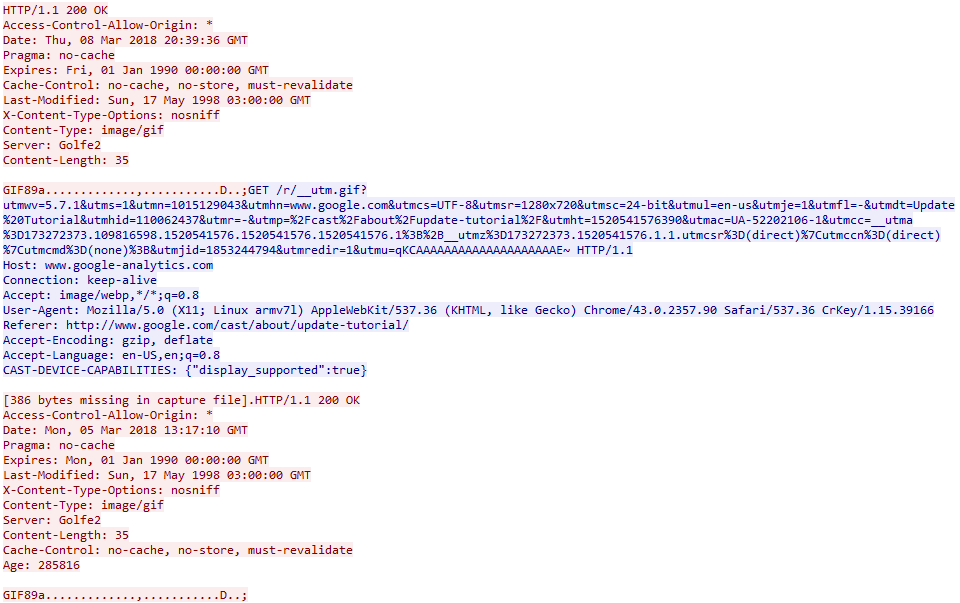 HTTP/1.1 200 OK
Access-Control-Allow-Origin: *
Date: Thu, 08 Mar 2018 20:39:36 GMT
Pragma: no-cache
Expires: Fri, 01 Jan 1990 00:00:00 GMT
Cache-Control: no-cache, no-store, must-revalidate
Last-Modified: Sun, 17 May 1998 03:00:00 GMT
X-Content-Type-Options: nosniff
Content-Type: image/gif
Server: Golfe2
Content-Length: 35

GIF89a.............,...........D..;GET /r/__utm.gif?
utmwv=5.7.1&utms=1&utmn=1015129043&utmhn=www.google.com&utmcs=UTF-8&utmsr=1280x720&utmsc=24-bit&utmul=en-us&utmje=1&utmfl=-&utmdt=Update
%20Tutorial&utmhid=110062437&utmr=-&utmp=%2Fcast%2Fabout%2Fupdate-tutorial%2F&utmht=1520541576390&utmac=UA-52202106-1&utmcc=__utma
%3D173272373.109816598.1520541576.1520541576.1520541576.1%3B%2B__utmz%3D173272373.1520541576.1.1.utmcsr%3D(direct)%7Cutmccn%3D(direct)
%7Cutmcmd%3D(none)%3B&utmjid=1853244794&utmredir=1&utmu=qKCAAAAAAAAAAAAAAAAAAAAE~ HTTP/1.1
Host: www.google-analytics.com
Connection: keep-alive
Accept: image/webp,*/*;q=0.8
User-Agent: Mozilla/5.0 (X11; Linux armv7l) AppleWebKit/537.36 (KHTML, like Gecko) Chrome/43.0.2357.90 Safari/537.36 CrKey/1.15.39166
Referer: http://www.google.com/cast/about/update-tutorial/
Accept-Encoding: gzip, deflate
Accept-Language: en-US,en;q=0.8
CAST-DEVICE-CAPABILITIES: {"display_supported":true}

[386 bytes missing in capture file].HTTP/1.1 200 OK
Access-Control-Allow-Origin: *
Date: Mon, 05 Mar 2018 13:17:10 GMT
Pragma: no-cache
Expires: Mon, 01 Jan 1990 00:00:00 GMT
Last-Modified: Sun, 17 May 1998 03:00:00 GMT
X-Content-Type-Options: nosniff
Content-Type: image/gif
Server: Golfe2
Content-Length: 35
Cache-Control: no-cache, no-store, must-revalidate
Age: 285816

GIF89a.............,...........D..;